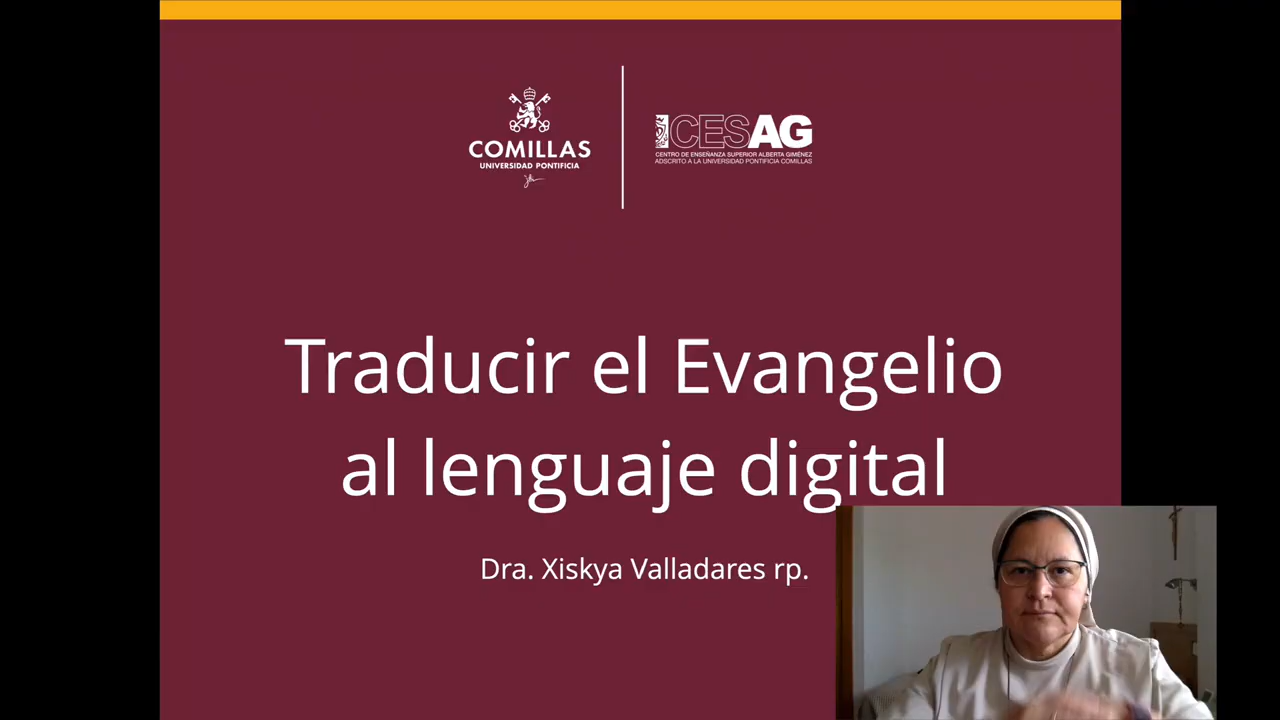 COMILLAS
UNIVERSIDAD PONTIFICIA
CESAG
CENTRO DE ENSEÑANZA SUPERIOR ALBERTA GIMÉNEZ
ADSCRITO A LA UNIVERSIDAD PONTIFICIA COMILLAS
Traducir el Evangelio
al lenguaje digital
Dra. Xiskya Valladares rp.